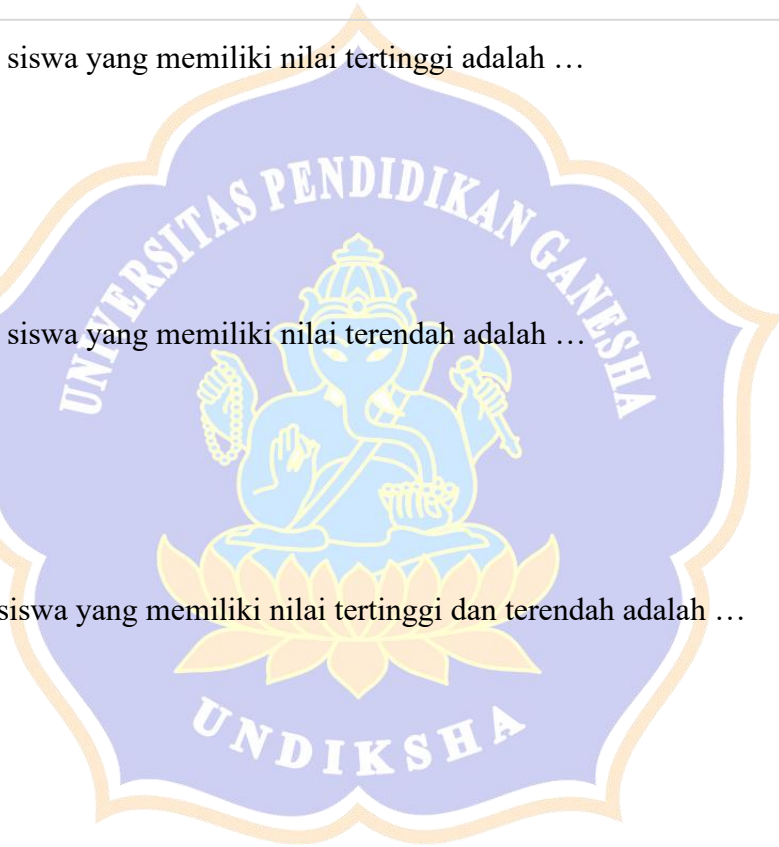 siswa yang memiliki nilai tertinggi adalah …
UNIVERSITAS PENDIDIKAN GANESHA
siswa yang memiliki nilai terendah adalah …
siswa yang memiliki nilai tertinggi dan terendah adalah …
UNDIKSHA